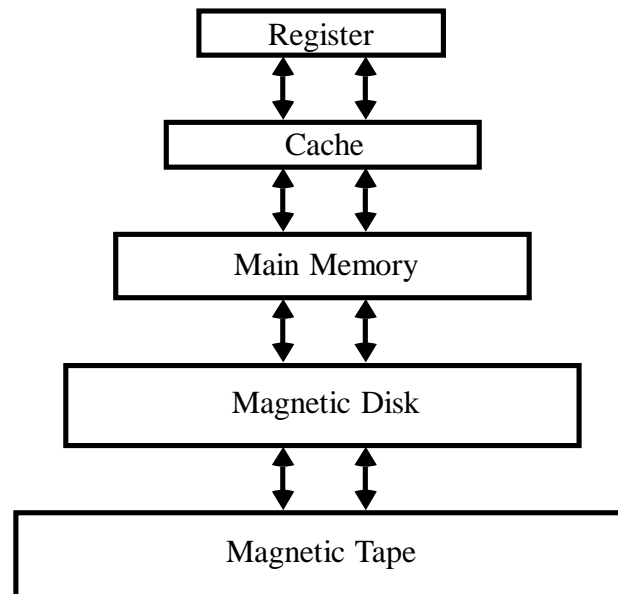 Register
Cache
Main Memory
Magnetic Disk
Magnetic Tape